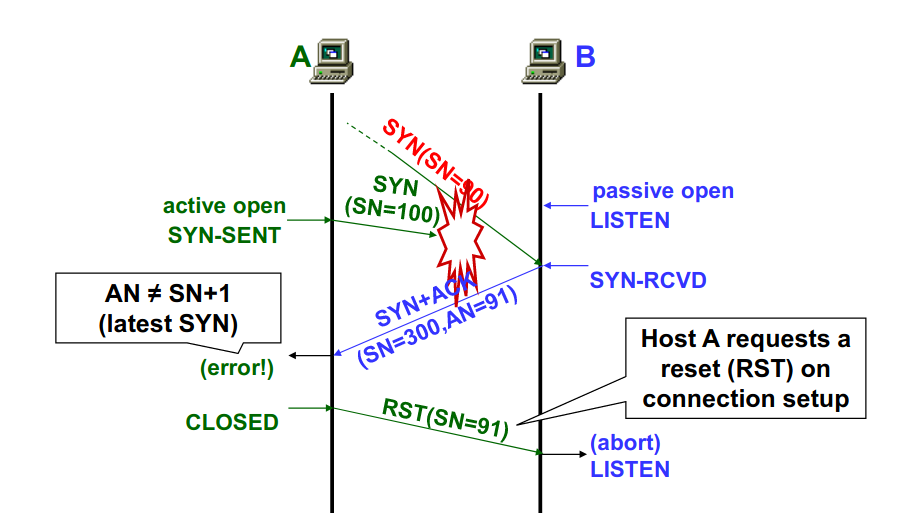 A
B
SYN(SN=90)
SYN
(SN=100)
active open
SYN-SENT
passive open
LISTEN
SYN-RCVD
SYN+ACK
(SN=300,AN=91)
AN ≠ SN+1
(latest SYN)
(error!)
Host A requests a
reset (RST) on
connection setup
CLOSED
RST(SN=91)
(abort)
LISTEN